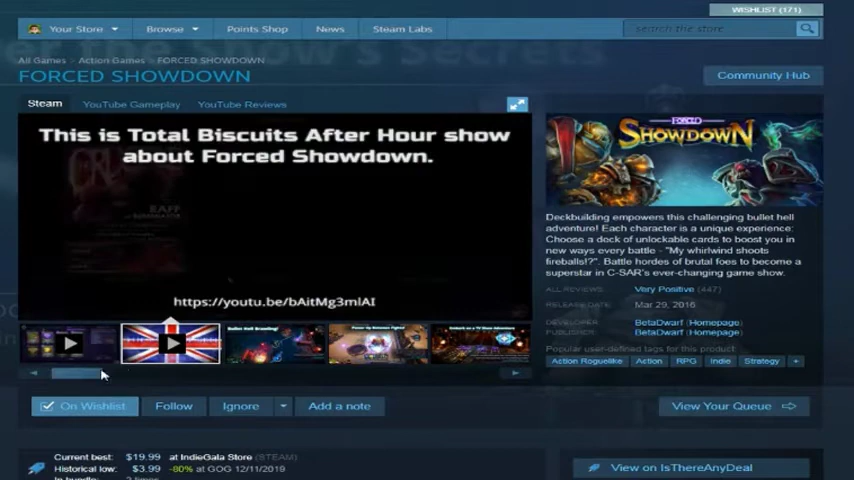 WISHLIST (171)
Your Store
Browse
Points Shop
News
Steam Labs
search the store
All Games > Action Games > FORCED SHOWDOWN
FORCED SHOWDOWN
Community Hub
Steam
YouTube Gameplay
YouTube Reviews
This is Total Biscuits After Hour show
about Forced Showdown.
https://youtu.be/bAitMg3mlAI
FORCED
SHOWDOWN
Deckbuilding empowers this challenging bullet hell
adventure! Each character is a unique experience:
Choose a deck of unlockable cards to boost you in
new ways every battle - "My whirlwind shoots
fireballs!?". Battle hordes of brutal foes to become a
superstar in C-SAR's ever-changing game show.
ALL REVIEWS: Very Positive (447)
RELEASE DATE: Mar 29, 2016
DEVELOPER: BetaDwarf (Homepage)
PUBLISHER: BetaDwarf (Homepage)
Popular user-defined tags for this product:
Action Roguelike
Action
RPG
Indie
Strategy
+
Bullet Hell Brawling!
On Wishlist
Follow
Ignore
Add a note
View Your Queue
Current best: $19.99 at IndieGala Store (STEAM)
Historical low: $3.99 -80% at GOG 12/11/2019
View on IsThereAnyDeal